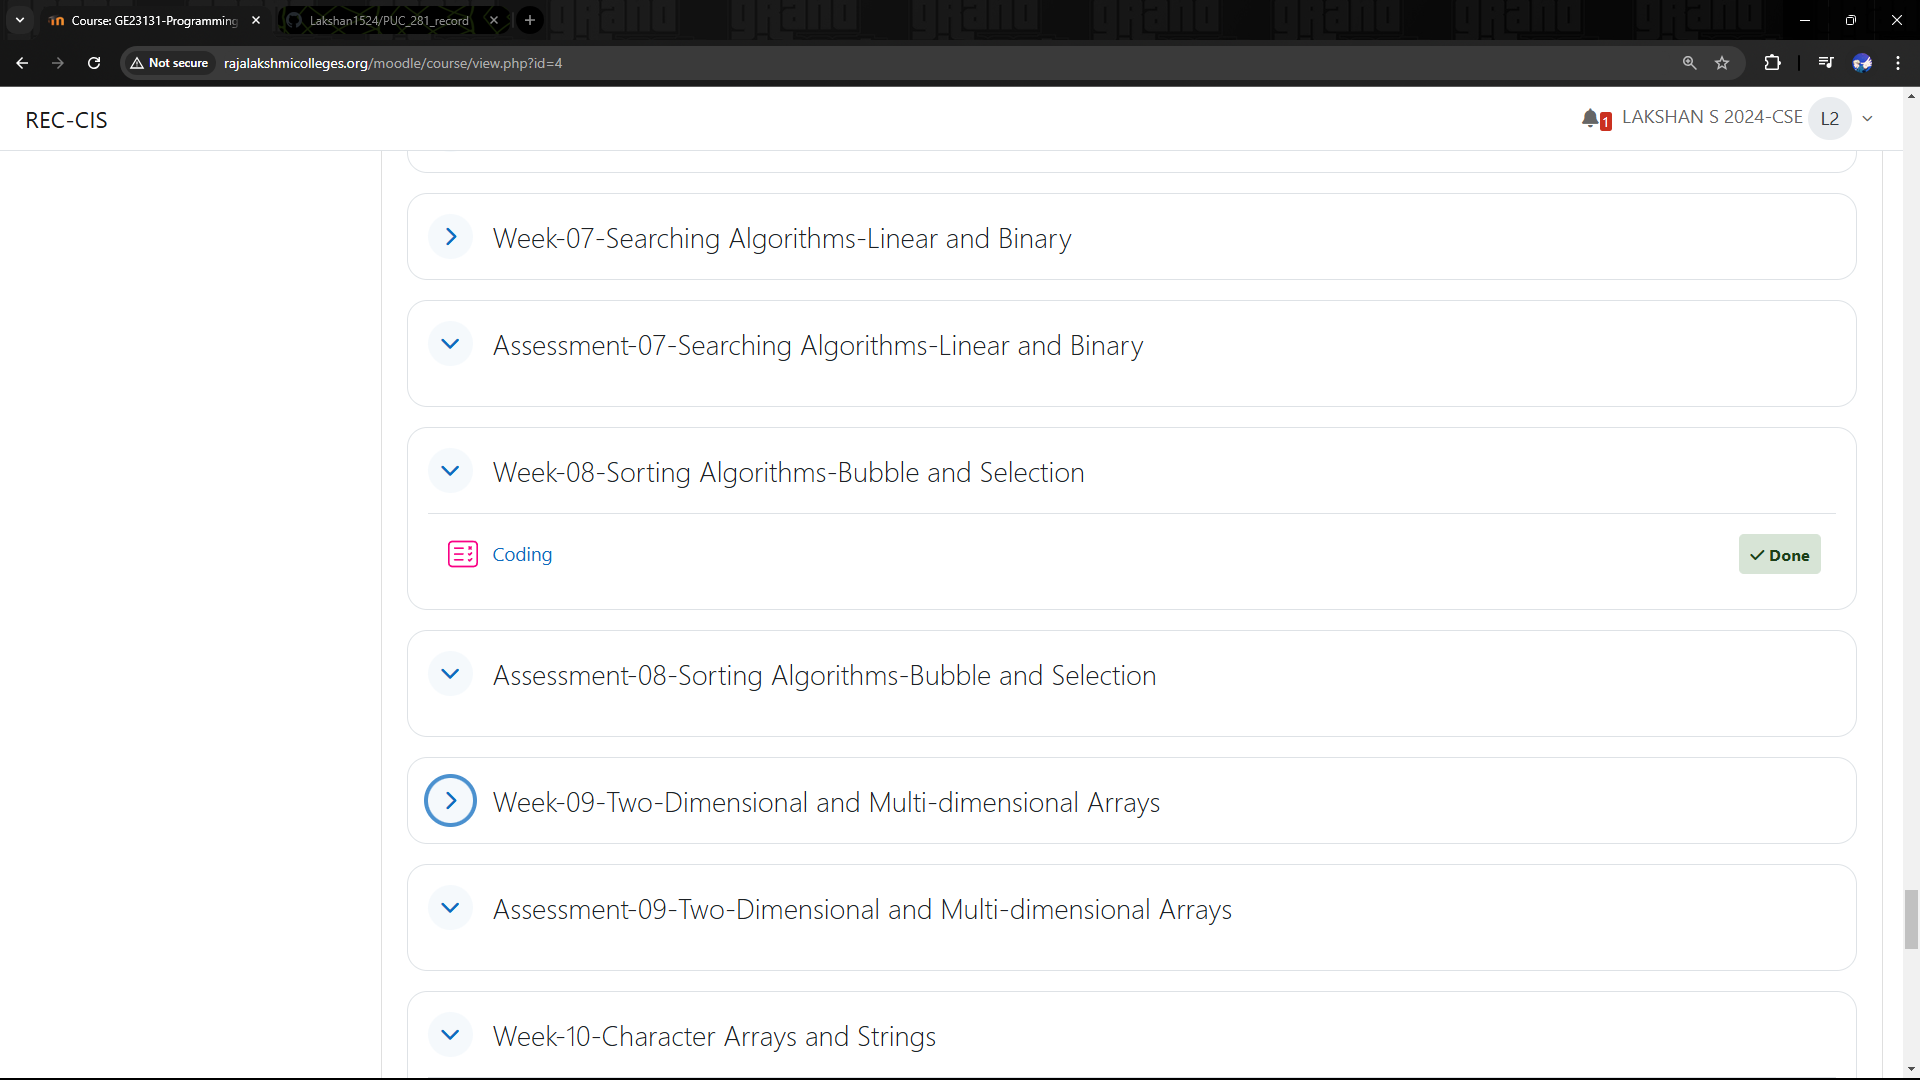 Course: GE23131-Programming
Lakshan1524/PUC_281_record
Not secure
rajalakshmicolleges.org/moodle/course/view.php?id=4
REC-CIS
1
LAKSHAN S 2024-CSE
L2
Week-07-Searching Algorithms-Linear and Binary
Assessment-07-Searching Algorithms-Linear and Binary
Week-08-Sorting Algorithms-Bubble and Selection
Coding
Done
Assessment-08-Sorting Algorithms-Bubble and Selection
Week-09-Two-Dimensional and Multi-dimensional Arrays
Assessment-09-Two-Dimensional and Multi-dimensional Arrays
Week-10-Character Arrays and Strings